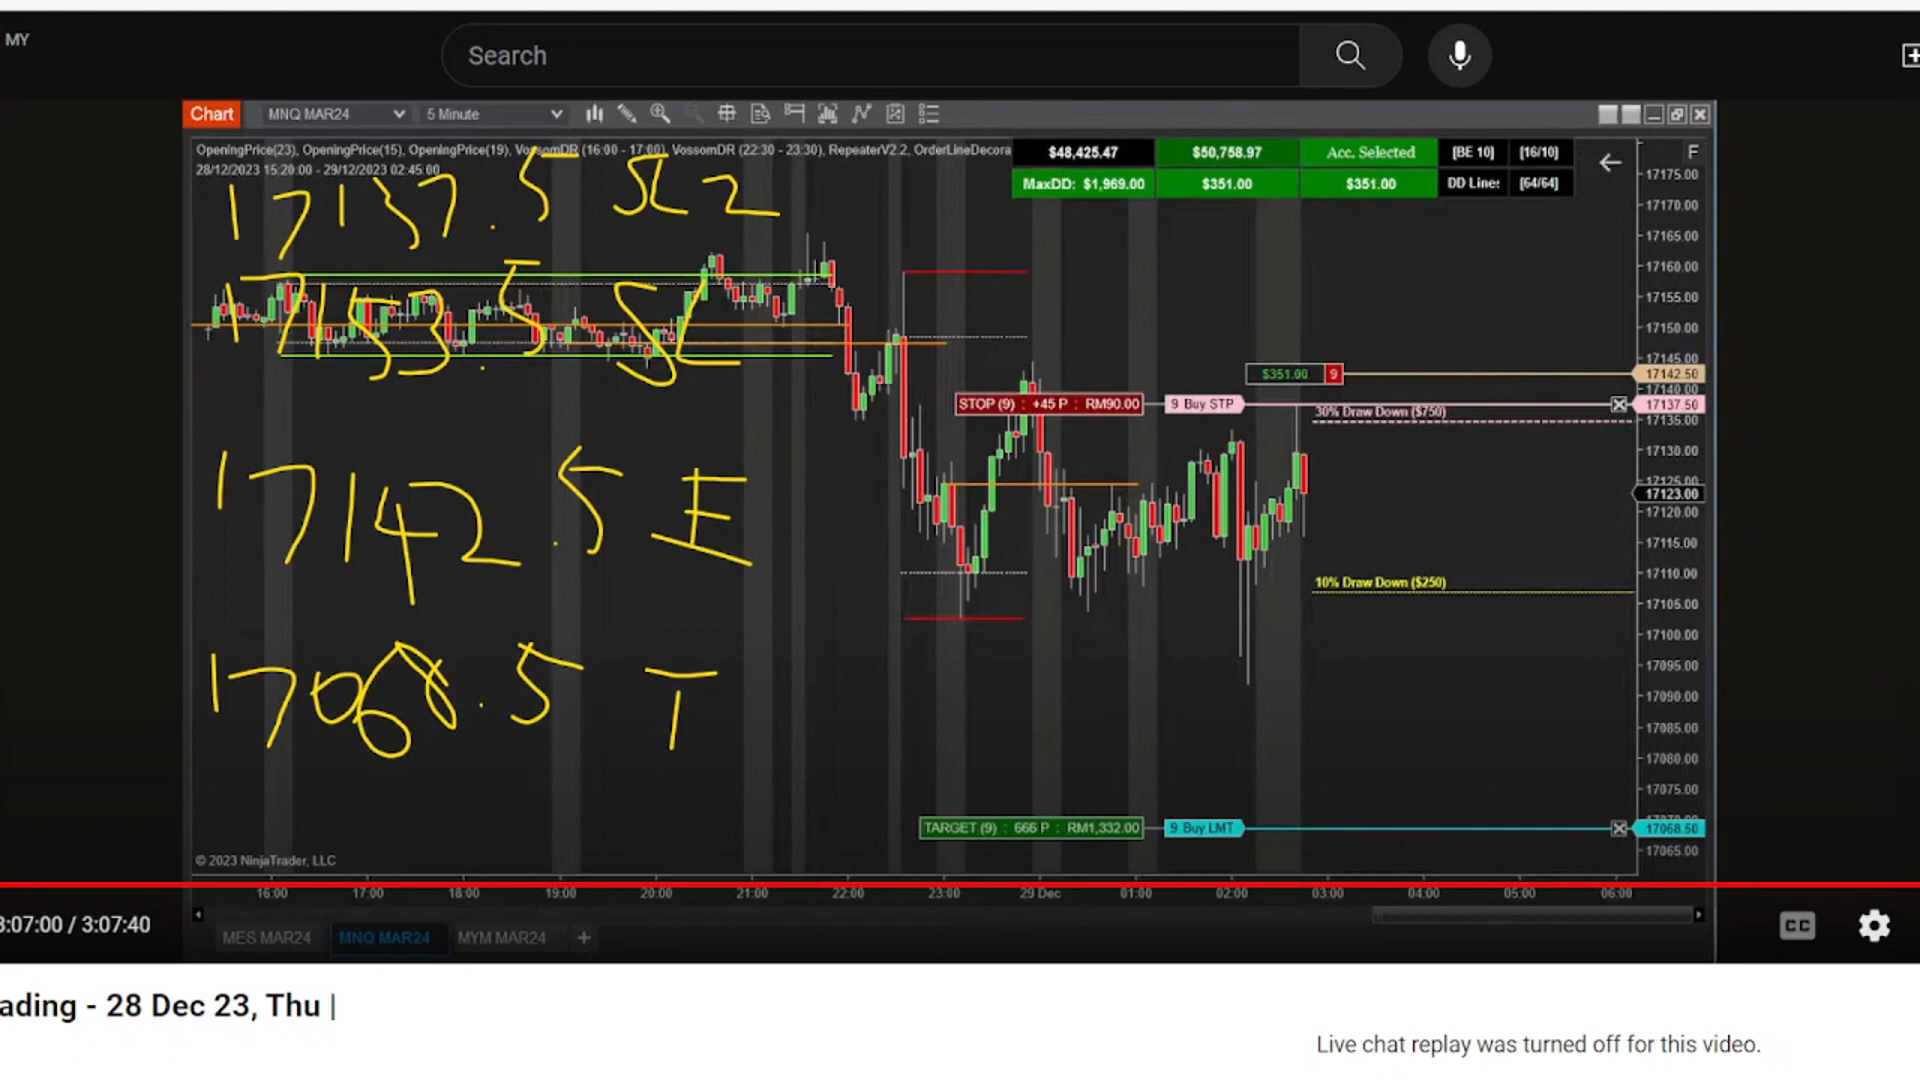 MY
Search
Chart MNQ MAR24 5 Minute
OpeningPrice(23), OpeningPrice(15), OpeningPrice(19), VossomDR (16:00 - 17:00), VossomDR (22:30 - 23:30), RepeaterV2.2, OrderLineDecora
28/12/2023 15:20:00 - 29/12/2023 02:45:00
$48,425.47 $50,758.97 Acc. Selected [BE 10] [16/10]
MaxDD: $1,969.00 $351.00 $351.00 DD Line: [64/64]
F
17137.5 SL2
17153.5 SL
17142.5 E
17068.5 T
17175.00
17170.00
17165.00
17160.00
17155.00
17150.00
17145.00
$351.00 9 17142.50
17140.00
STOP (9) : +45 P : RM90.00 9 Buy STP 17137.50
30% Draw Down ($750)
17135.00
17130.00
17125.00
17123.00
17120.00
17115.00
17110.00
10% Draw Down ($250)
17105.00
17100.00
17095.00
17090.00
17085.00
17080.00
17075.00
TARGET (9) : 666 P : RM1,332.00 9 Buy LMT 17068.50
17065.00
© 2023 NinjaTrader, LLC
16:00 17:00 18:00 19:00 20:00 21:00 22:00 23:00 29 Dec 01:00 02:00 03:00 04:00 05:00 06:00
3:07:00 / 3:07:40
MES MAR24 MNQ MAR24 MYM MAR24 +
CC
ading - 28 Dec 23, Thu |
Live chat replay was turned off for this video.